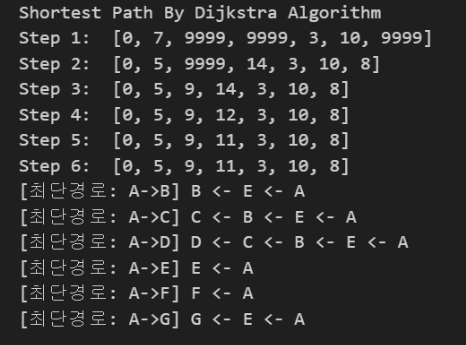 Shortest Path By Dijkstra Algorithm
Step 1:  [0, 7, 9999, 9999, 3, 10, 9999]
Step 2:  [0, 5, 9999, 14, 3, 10, 8]
Step 3:  [0, 5, 9, 14, 3, 10, 8]
Step 4:  [0, 5, 9, 12, 3, 10, 8]
Step 5:  [0, 5, 9, 11, 3, 10, 8]
Step 6:  [0, 5, 9, 11, 3, 10, 8]
[최단경로: A->B] B <- E <- A
[최단경로: A->C] C <- B <- E <- A
[최단경로: A->D] D <- C <- B <- E <- A
[최단경로: A->E] E <- A
[최단경로: A->F] F <- A
[최단경로: A->G] G <- E <- A